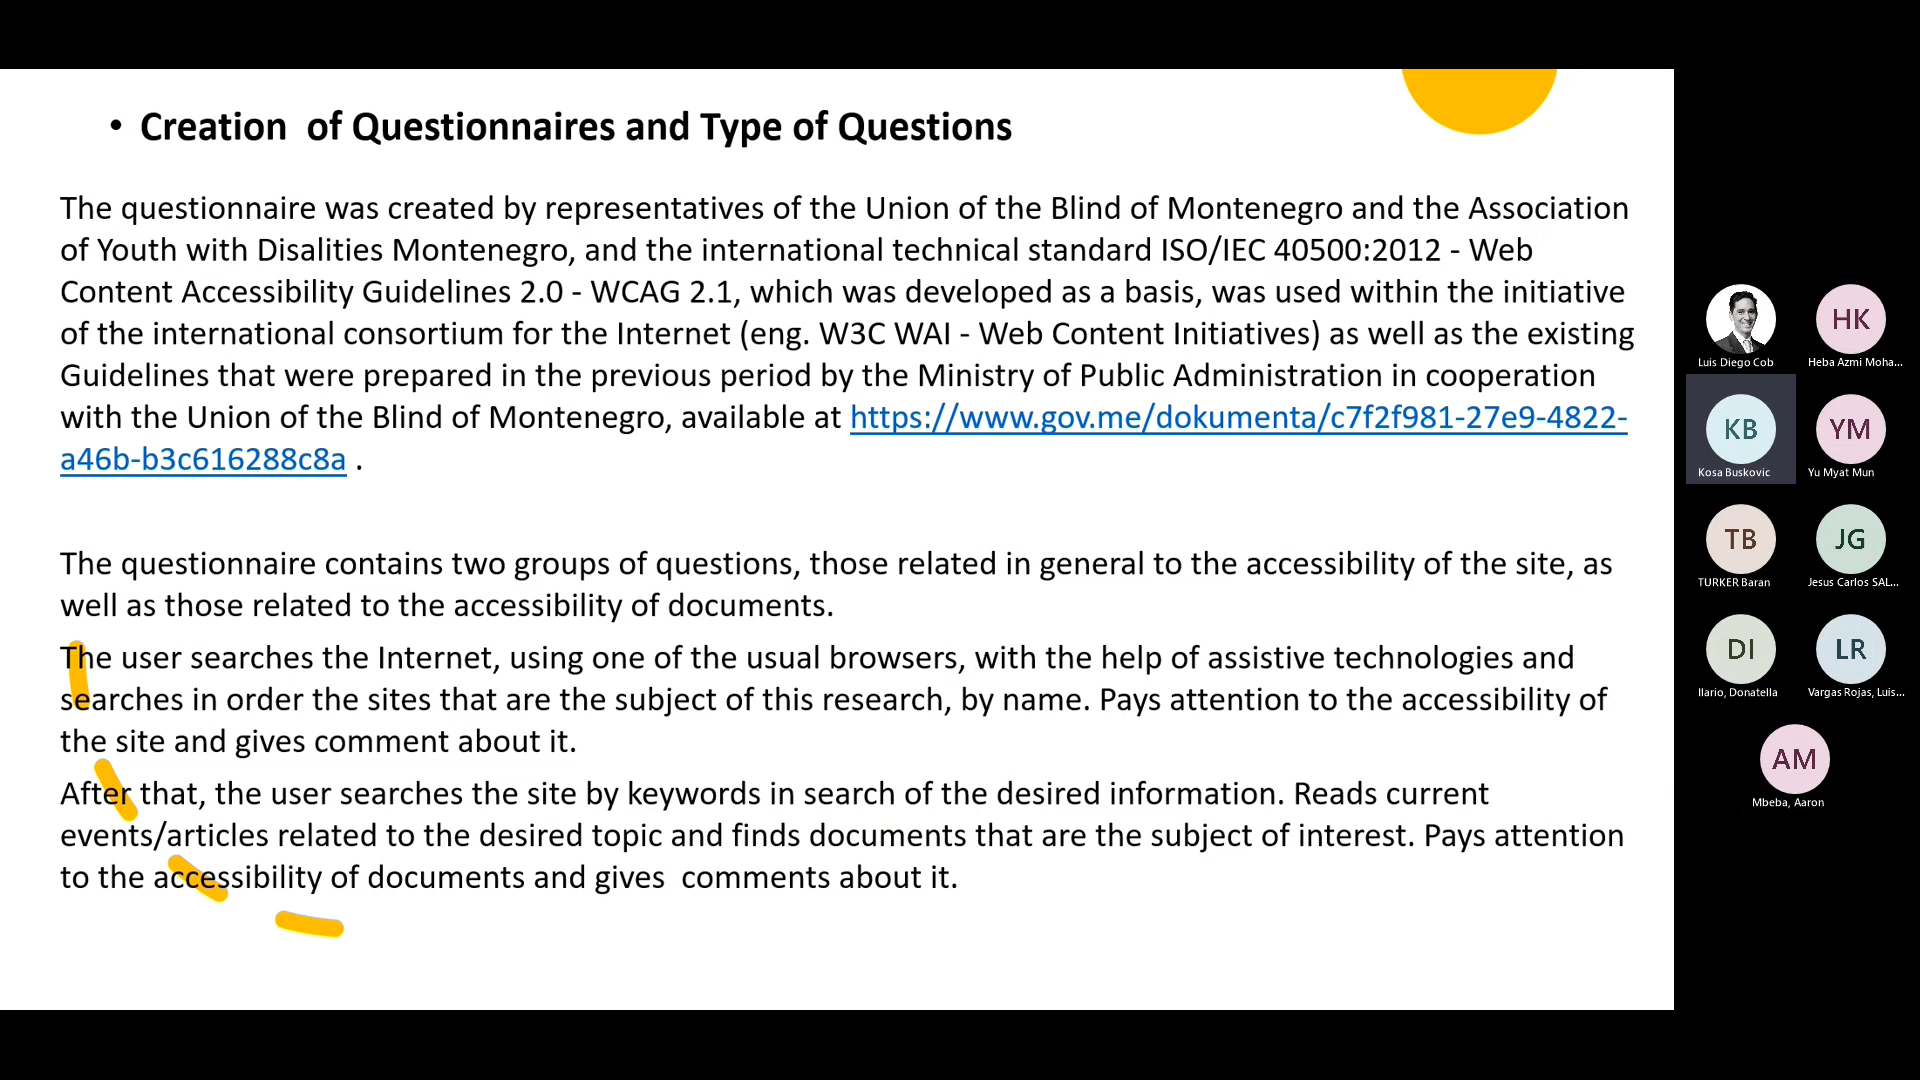 • Creation  of Questionnaires and Type of Questions
The questionnaire was created by representatives of the Union of the Blind of Montenegro and the Association
of Youth with Disalities Montenegro, and the international technical standard ISO/IEC 40500:2012 - Web
Content Accessibility Guidelines 2.0 - WCAG 2.1, which was developed as a basis, was used within the initiative
of the international consortium for the Internet (eng. W3C WAI - Web Content Initiatives) as well as the existing
Guidelines that were prepared in the previous period by the Ministry of Public Administration in cooperation
with the Union of the Blind of Montenegro, available at https://www.gov.me/dokumenta/c7f2f981-27e9-4822-
a46b-b3c616288c8a .
The questionnaire contains two groups of questions, those related in general to the accessibility of the site, as
well as those related to the accessibility of documents.
The user searches the Internet, using one of the usual browsers, with the help of assistive technologies and
searches in order the sites that are the subject of this research, by name. Pays attention to the accessibility of
the site and gives comment about it.
After that, the user searches the site by keywords in search of the desired information. Reads current
events/articles related to the desired topic and finds documents that are the subject of interest. Pays attention
to the accessibility of documents and gives  comments about it.
Luis Diego Cob
HK
Heba Azmi Moha...
KB
Kosa Buskovic
YM
Yu Myat Mun
TB
TURKER Baran
JG
Jesus Carlos SAL...
DI
Ilario, Donatella
LR
Vargas Rojas, Luis...
AM
Mbeba, Aaron